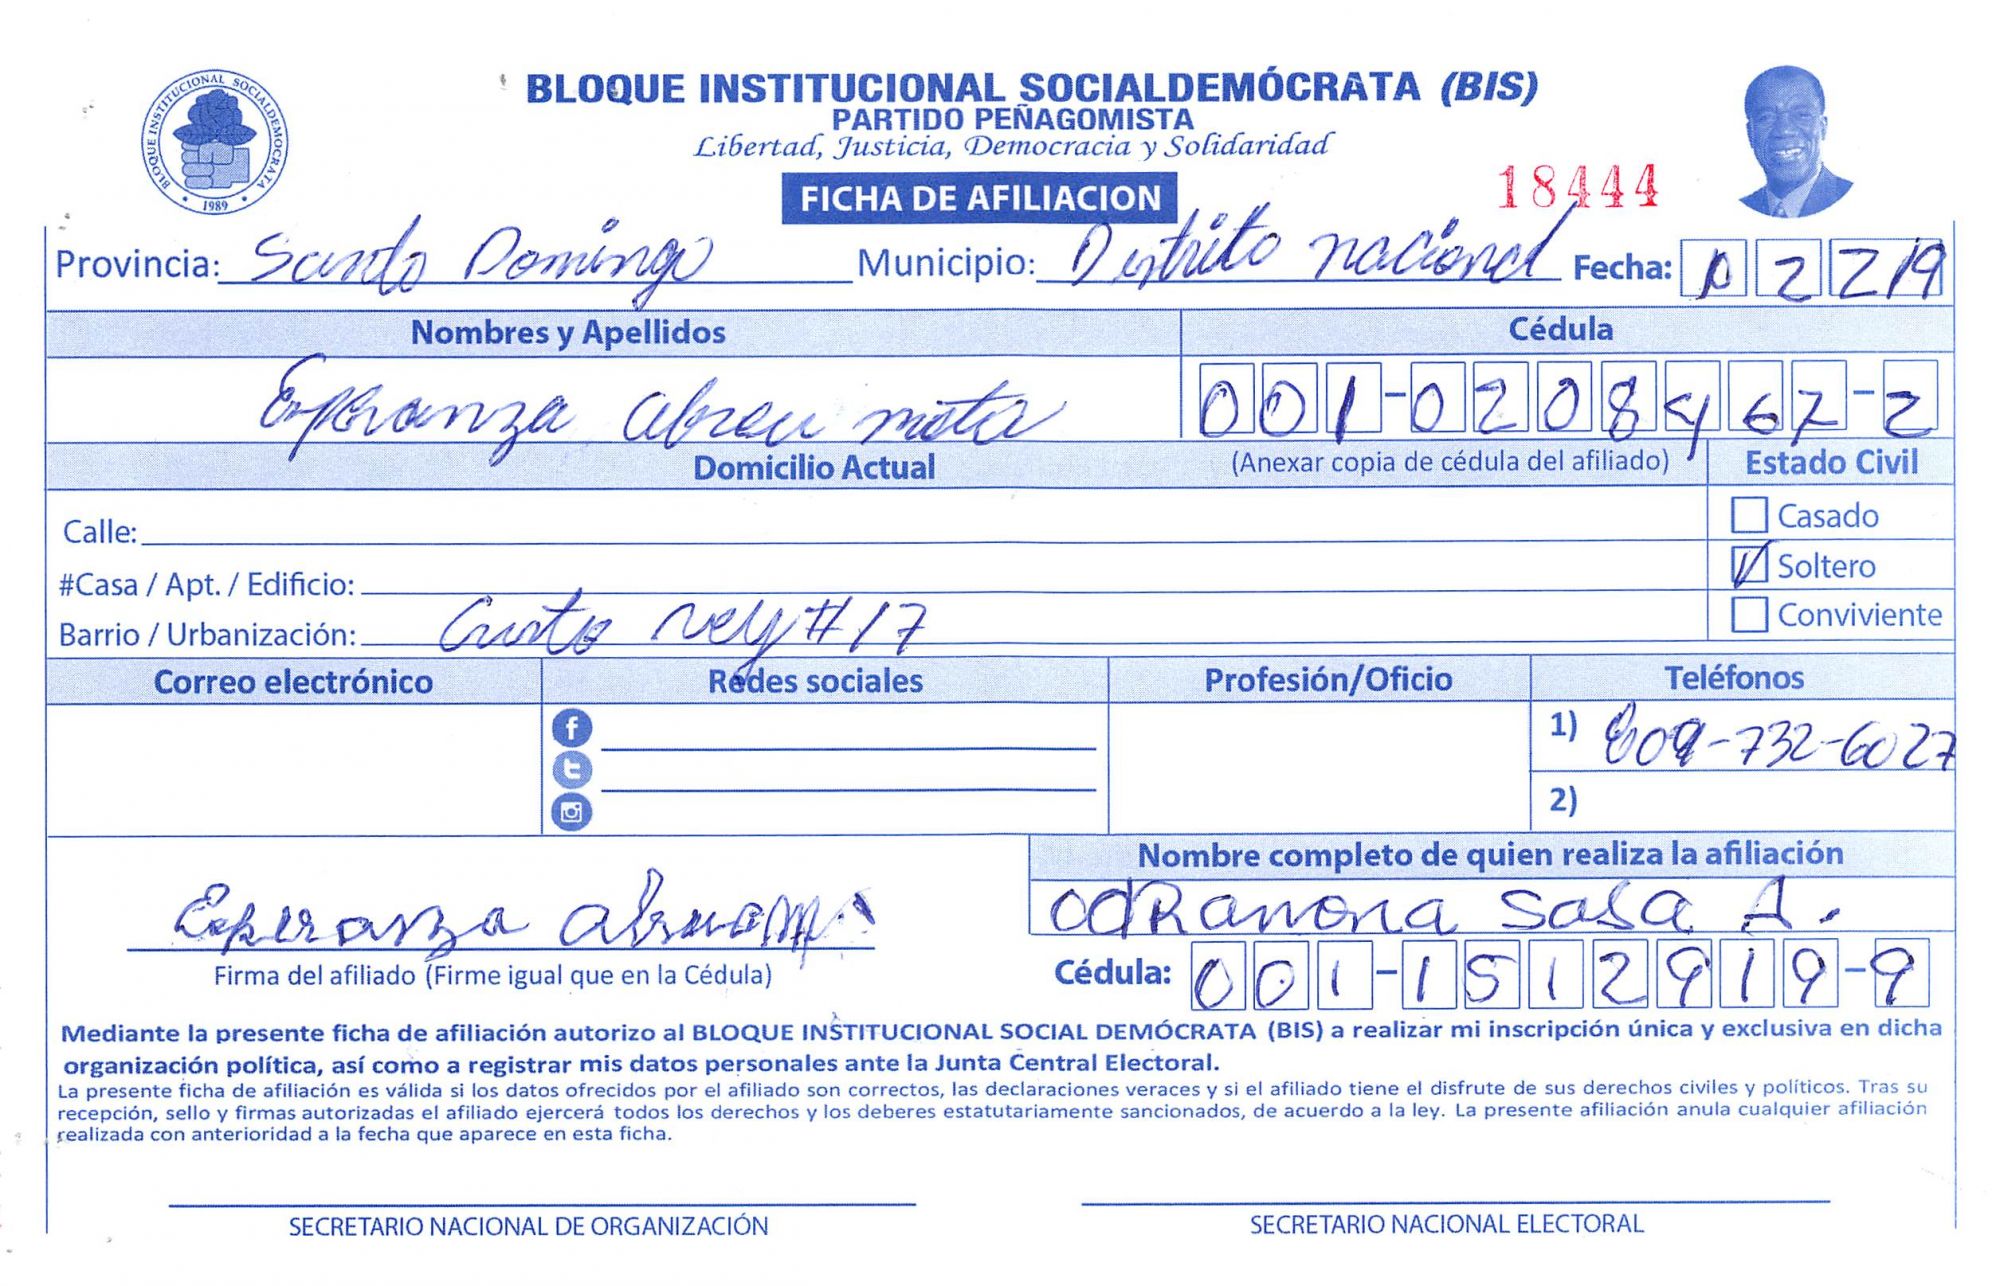 BLOQUE INSTITUCIONAL SOCIALDEMÓCRATA (BIS)
PARTIDO PEÑAGOMISTA
Libertad, Justicia, Democracia y Solidaridad
BLOQUE INSTITUCIONAL SOCIALDEMOCRATA
1989
FICHA DE AFILIACION
18444
Provincia: Santo Domingo Municipio: Distrito nacional Fecha: 10 2 2 19
Nombres y Apellidos Cédula
Esperanza abreu mota 001-0208467-2
Domicilio Actual (Anexar copia de cédula del afiliado) Estado Civil
Calle: Casado
#Casa / Apt. / Edificio: Soltero
Barrio / Urbanización: Cristo rey #17 Conviviente
Correo electrónico Redes sociales Profesión/Oficio Teléfonos
1) 809-732-6027
2)
Nombre completo de quien realiza la afiliación
Ramona Sosa A.
Esperanza abreu
Firma del afiliado (Firme igual que en la Cédula) Cédula: 001-1512919-9
Mediante la presente ficha de afiliación autorizo al BLOQUE INSTITUCIONAL SOCIAL DEMÓCRATA (BIS) a realizar mi inscripción única y exclusiva en dicha
organización política, así como a registrar mis datos personales ante la Junta Central Electoral.
La presente ficha de afiliación es válida si los datos ofrecidos por el afiliado son correctos, las declaraciones veraces y si el afiliado tiene el disfrute de sus derechos civiles y políticos. Tras su
recepción, sello y firmas autorizadas el afiliado ejercerá todos los derechos y los deberes estatutariamente sancionados, de acuerdo a la ley. La presente afiliación anula cualquier afiliación
realizada con anterioridad a la fecha que aparece en esta ficha.
SECRETARIO NACIONAL DE ORGANIZACIÓN SECRETARIO NACIONAL ELECTORAL